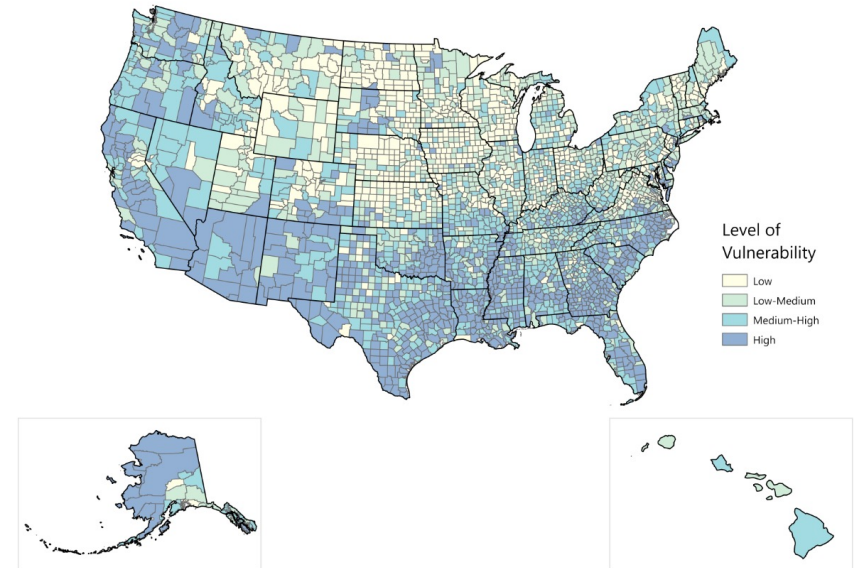 Level of
Vulnerability
Low
Low-Medium
Medium-High
High